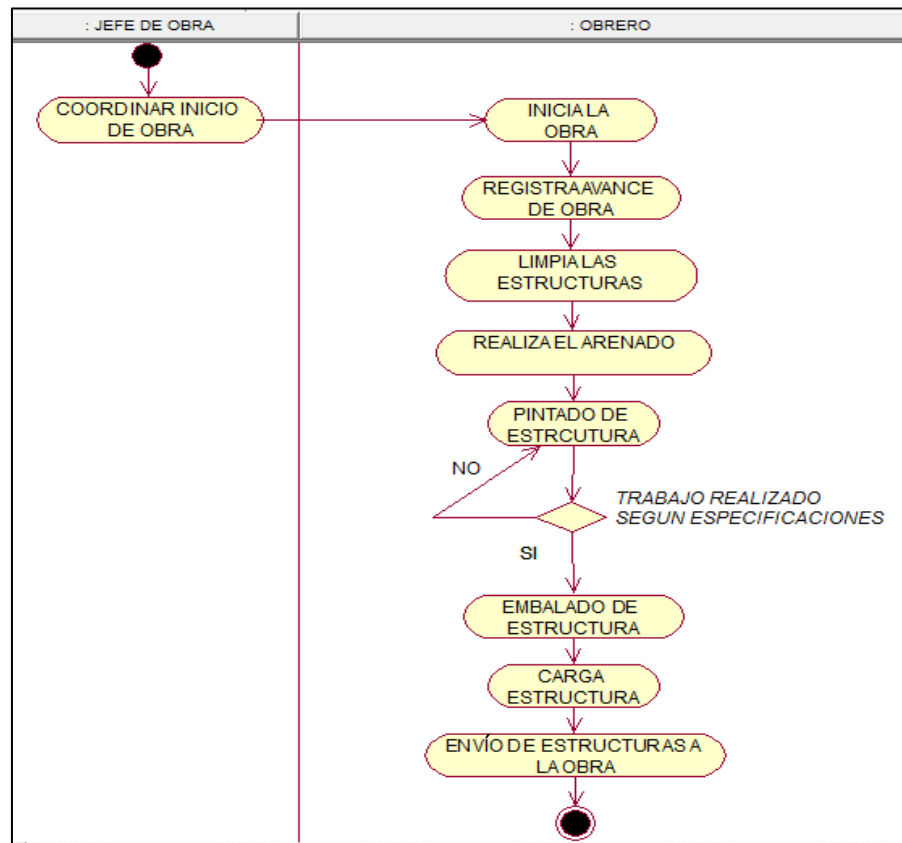 : JEFE DE OBRA
: OBRERO
COORDINAR INICIO
DE OBRA
INICIA LA
OBRA
REGISTRA AVANCE
DE OBRA
LIMPIA LAS
ESTRUCTURAS
REALIZA EL ARENADO
PINTADO DE
ESTRCUTURA
NO
TRABAJO REALIZADO
SEGUN ESPECIFICACIONES
SI
EMBALADO DE
ESTRUCTURA
CARGA
ESTRUCTURA
ENVÍO DE ESTRUCTURAS A
LA OBRA